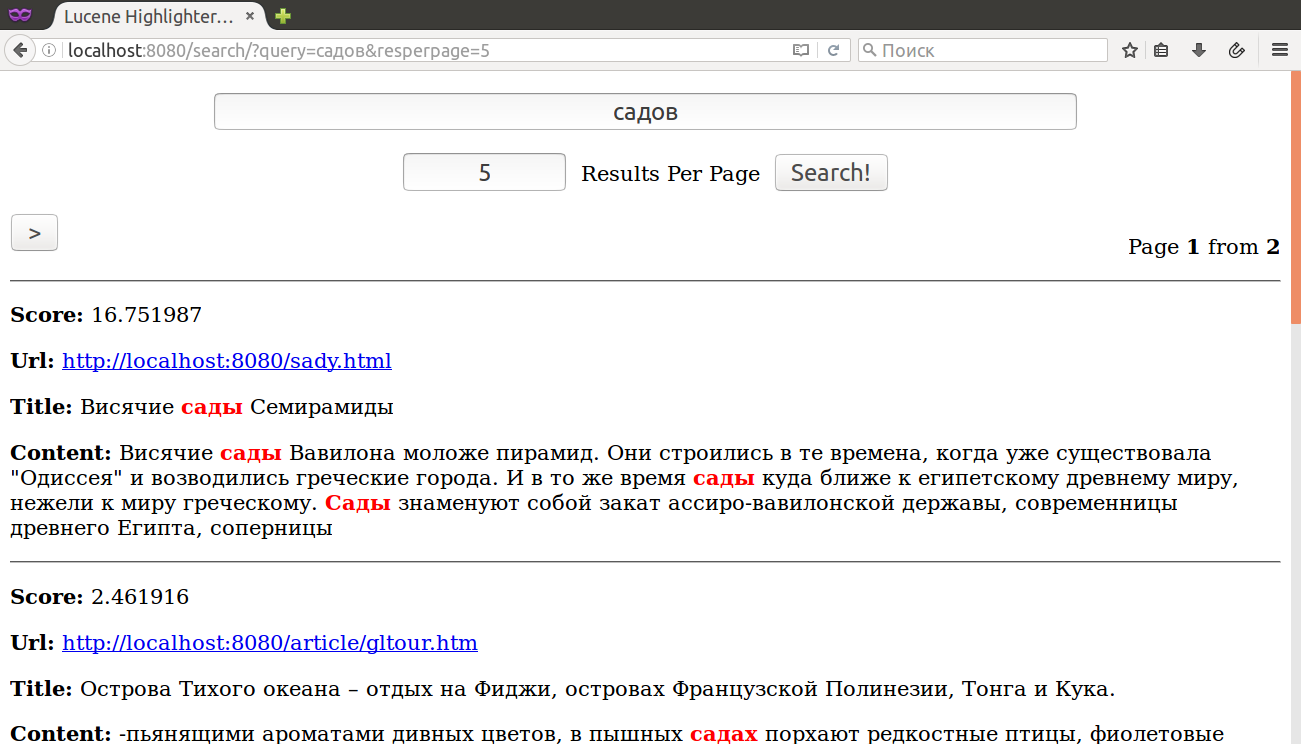 Lucene Highlighter...
localhost:8080/search/?query=садов&resperpage=5
Поиск
садов
5 Results Per Page Search!
>
Page 1 from 2
Score: 16.751987
Url: http://localhost:8080/sady.html
Title: Висячие сады Семирамиды
Content: Висячие сады Вавилона моложе пирамид. Они строились в те времена, когда уже существовала
"Одиссея" и возводились греческие города. И в то же время сады куда ближе к египетскому древнему миру,
нежели к миру греческому. Сады знаменуют собой закат ассиро-вавилонской державы, современницы
древнего Египта, соперницы
Score: 2.461916
Url: http://localhost:8080/article/gltour.htm
Title: Острова Тихого океана – отдых на Фиджи, островах Французской Полинезии, Тонга и Кука.
Content: -пьянящими ароматами дивных цветов, в пышных садах порхают редкостные птицы, фиолетовые